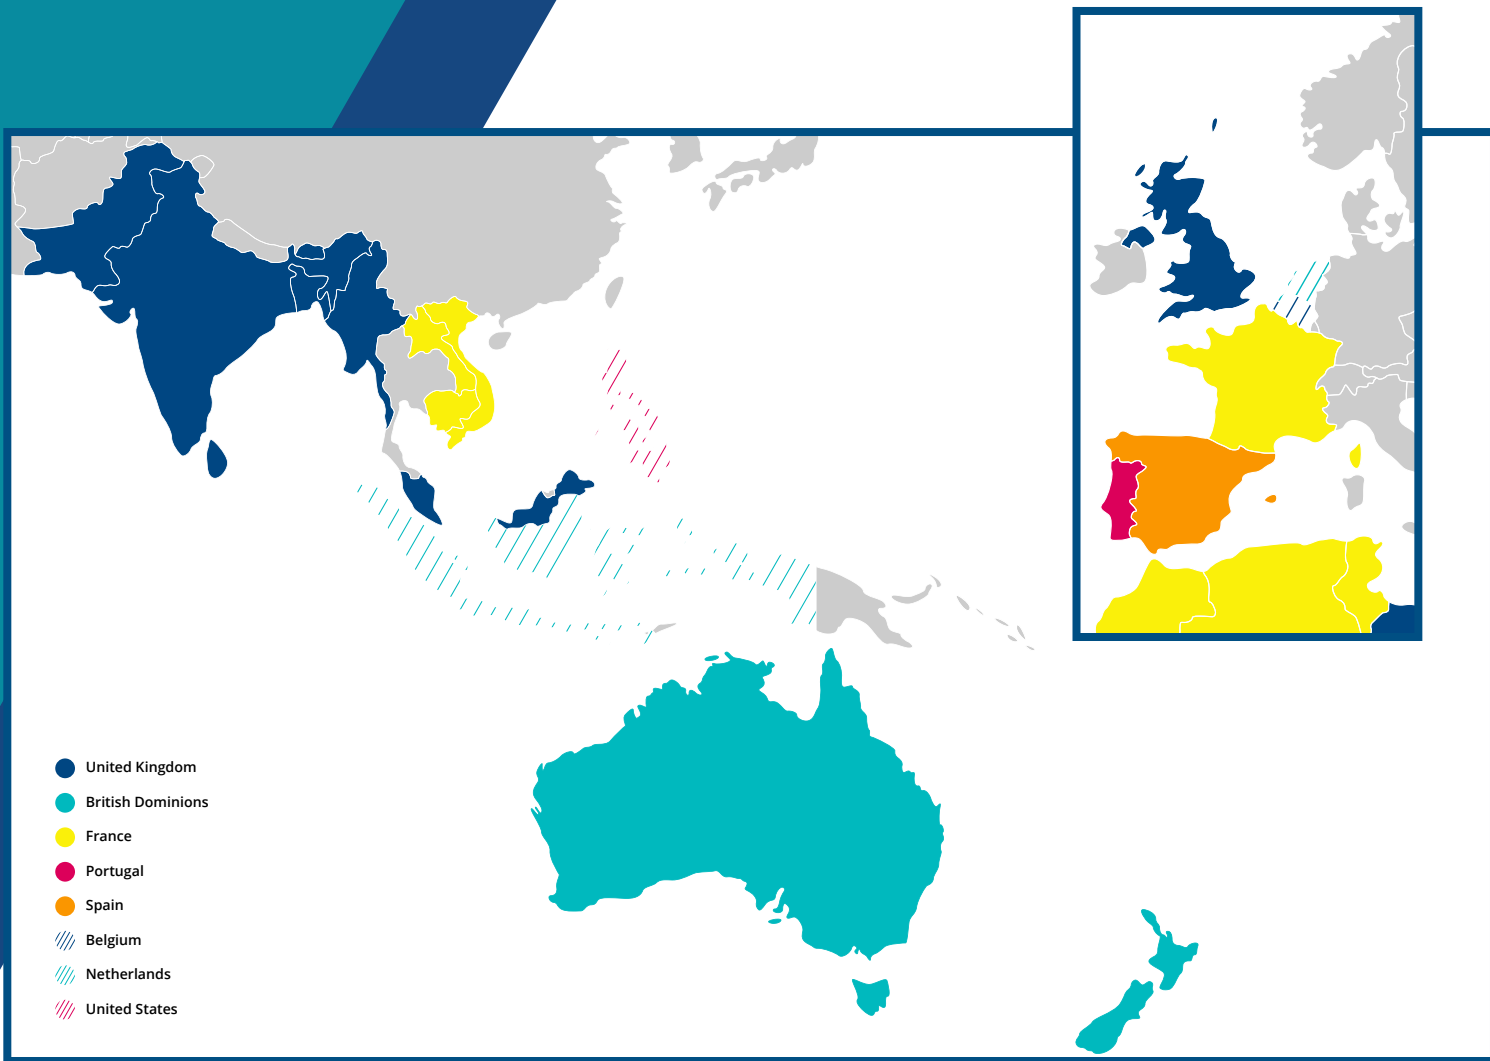 United Kingdom
British Dominions
France
Portugal
Spain
Belgium
Netherlands
United States